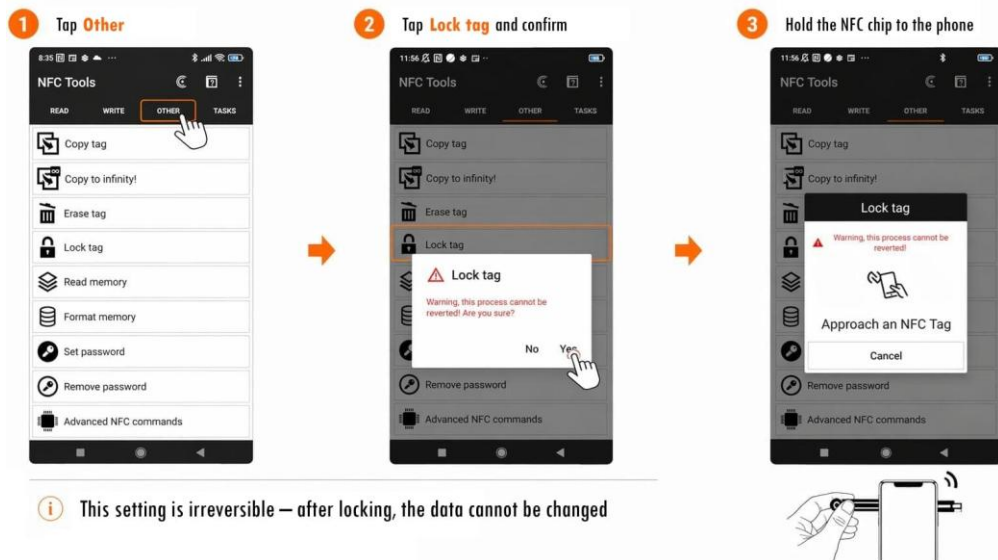 1 Tap Other
8:35
NFC Tools
READ WRITE OTHER TASKS
Copy tag
Copy to infinity!
Erase tag
Lock tag
Read memory
Format memory
Set password
Remove password
Advanced NFC commands
2 Tap Lock tag and confirm
11:56
NFC Tools
READ WRITE OTHER TASKS
Copy tag
Copy to infinity!
Erase tag
Lock tag
Lock tag
Warning, this process cannot be
reverted! Are you sure?
No Yes
Remove password
Advanced NFC commands
3 Hold the NFC chip to the phone
11:56
NFC Tools
READ WRITE OTHER TASKS
Copy tag
Copy to infinity!
Lock tag
Warning, this process cannot be
reverted!
Approach an NFC Tag
Cancel
Remove password
Advanced NFC commands
i This setting is irreversible – after locking, the data cannot be changed